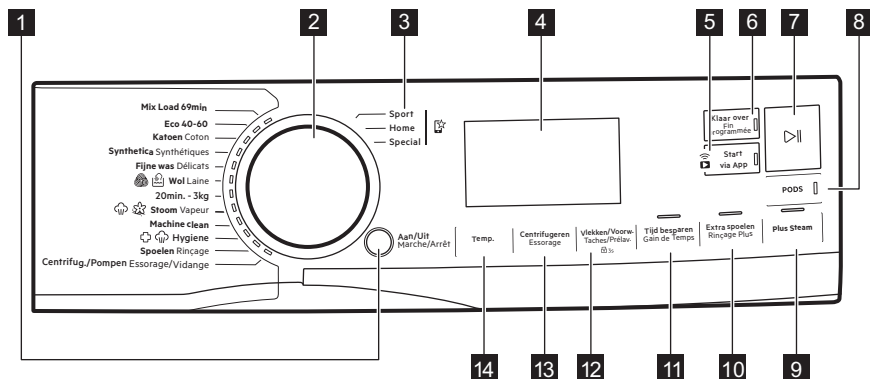 1
2
3
4
5
6
7
8
Mix Load 69min
Eco 40-60
Katoen Coton
Synthetica Synthétiques
Fijne was Délicats
Wol Laine
20min. - 3kg
Stoom Vapeur
Machine Clean
Hygiene
Spoelen Rinçage
Centrifug./Pompen Essorage/Vidange
Sport
Home
Special
Aan/Uit
Marche/Arrêt
Temp.
Centrifugeren
Essorage
Vlekken/Voorw.
Taches/Prélav.
3s
Tijd besparen
Gain de Temps
Extra spoelen
Rinçage Plus
Plus Steam
Klaar over
Fin
programmée
Start
via App
PODS
14
13
12
11
10
9